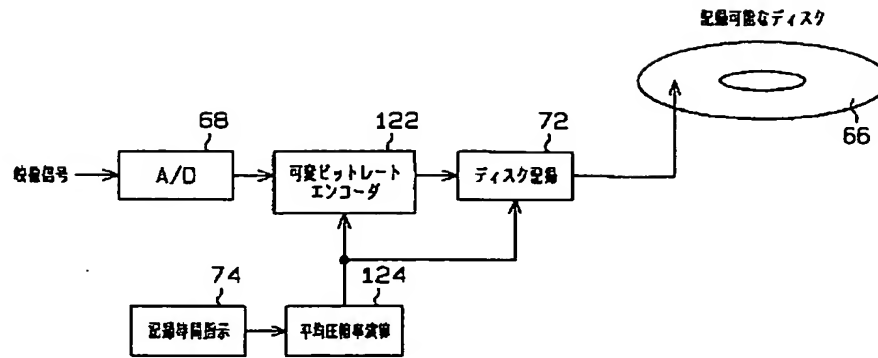 記録可能なディスク
66
68
122
72
映像信号
A/D
可変ビットレート
エンコーダ
ディスク記録
74
124
記録時間指示
平均圧縮率演算